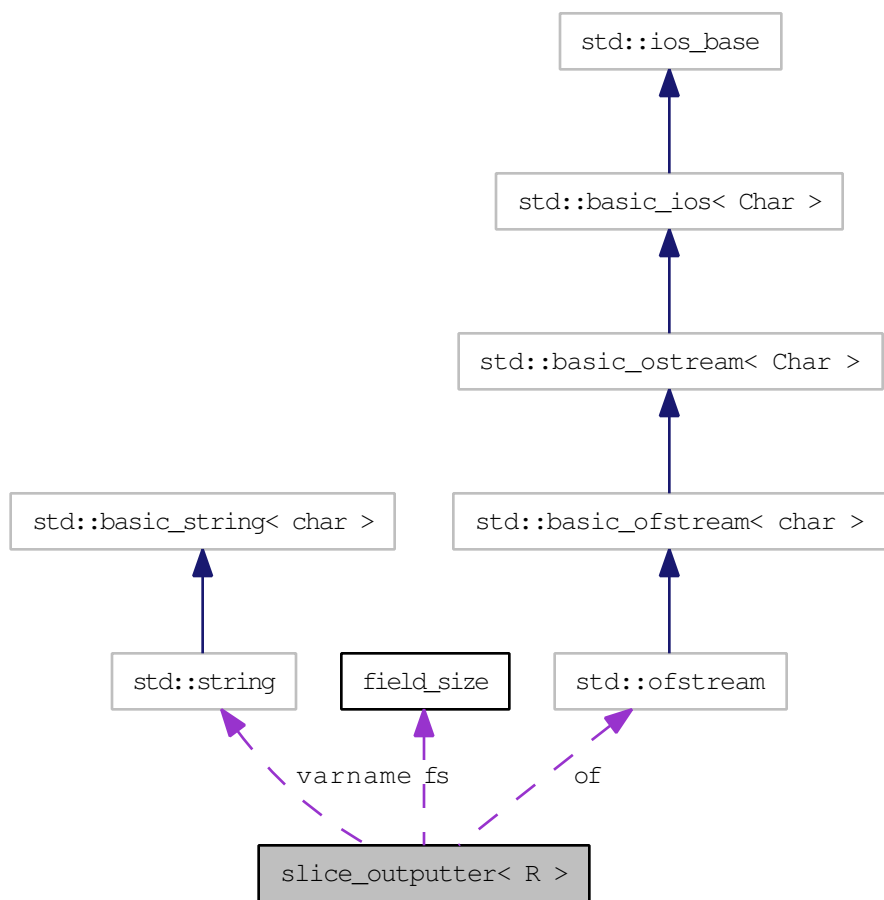 std::ios_base
std::basic_ios< Char >
std::basic_ostream< Char >
std::basic_string< char >
std::basic_ofstream< char >
std::string
field_size
std::ofstream
varname
fs
of
slice_outputter< R >